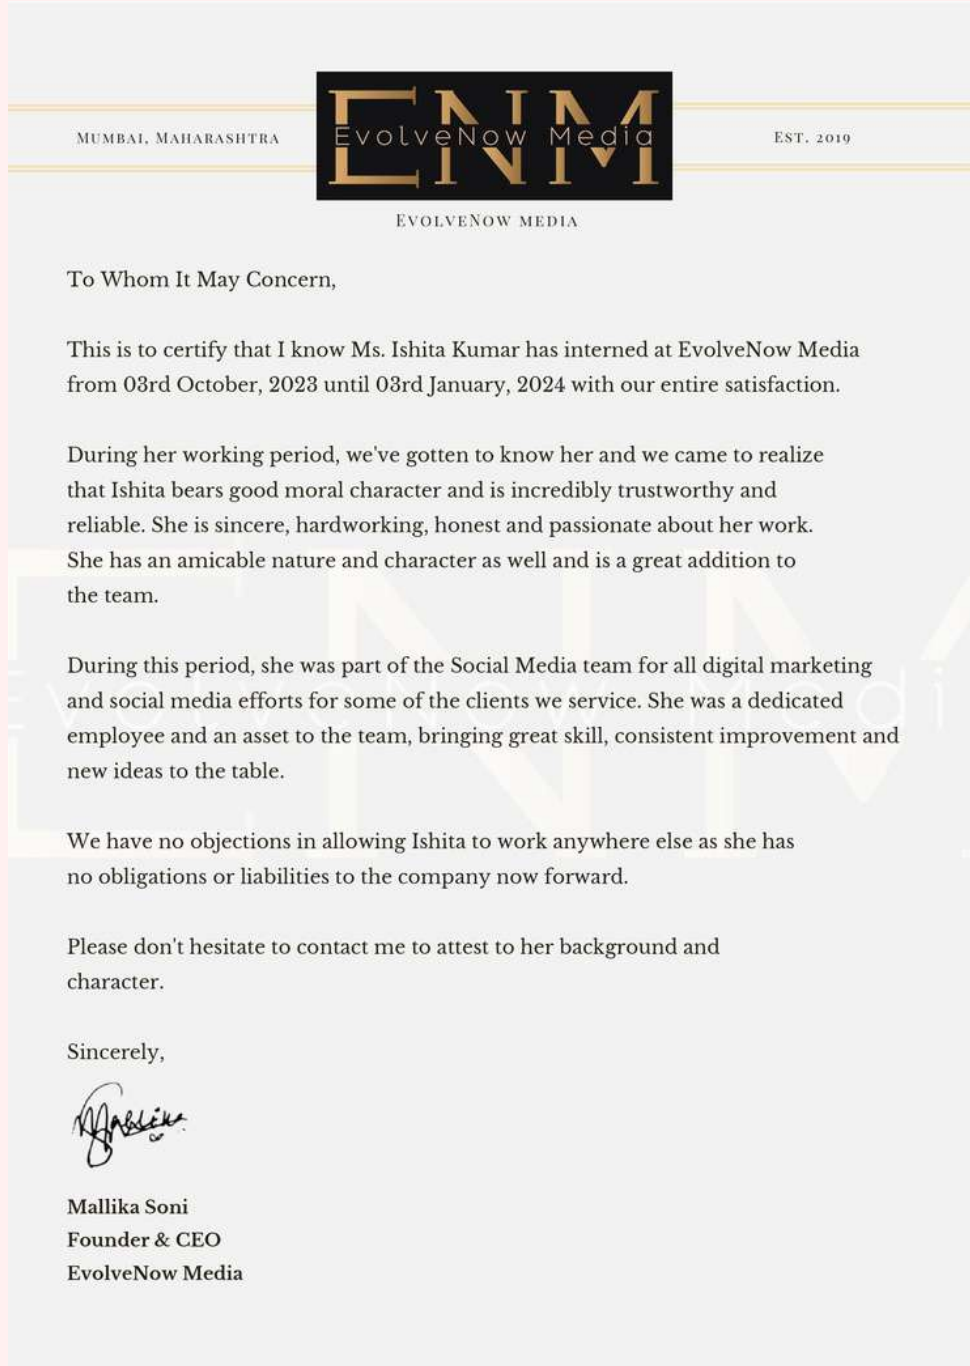 MUMBAI, MAHARASHTRA
ENM
EvolveNow Media
EST. 2019
EVOLVENOW MEDIA
To Whom It May Concern,
This is to certify that I know Ms. Ishita Kumar has interned at EvolveNow Media
from 03rd October, 2023 until 03rd January, 2024 with our entire satisfaction.
During her working period, we've gotten to know her and we came to realize
that Ishita bears good moral character and is incredibly trustworthy and
reliable. She is sincere, hardworking, honest and passionate about her work.
She has an amicable nature and character as well and is a great addition to
the team.
During this period, she was part of the Social Media team for all digital marketing
and social media efforts for some of the clients we service. She was a dedicated
employee and an asset to the team, bringing great skill, consistent improvement and
new ideas to the table.
We have no objections in allowing Ishita to work anywhere else as she has
no obligations or liabilities to the company now forward.
Please don't hesitate to contact me to attest to her background and
character.
Sincerely,
Mallika
Mallika Soni
Founder & CEO
EvolveNow Media
ENM
EvolveNow Medi